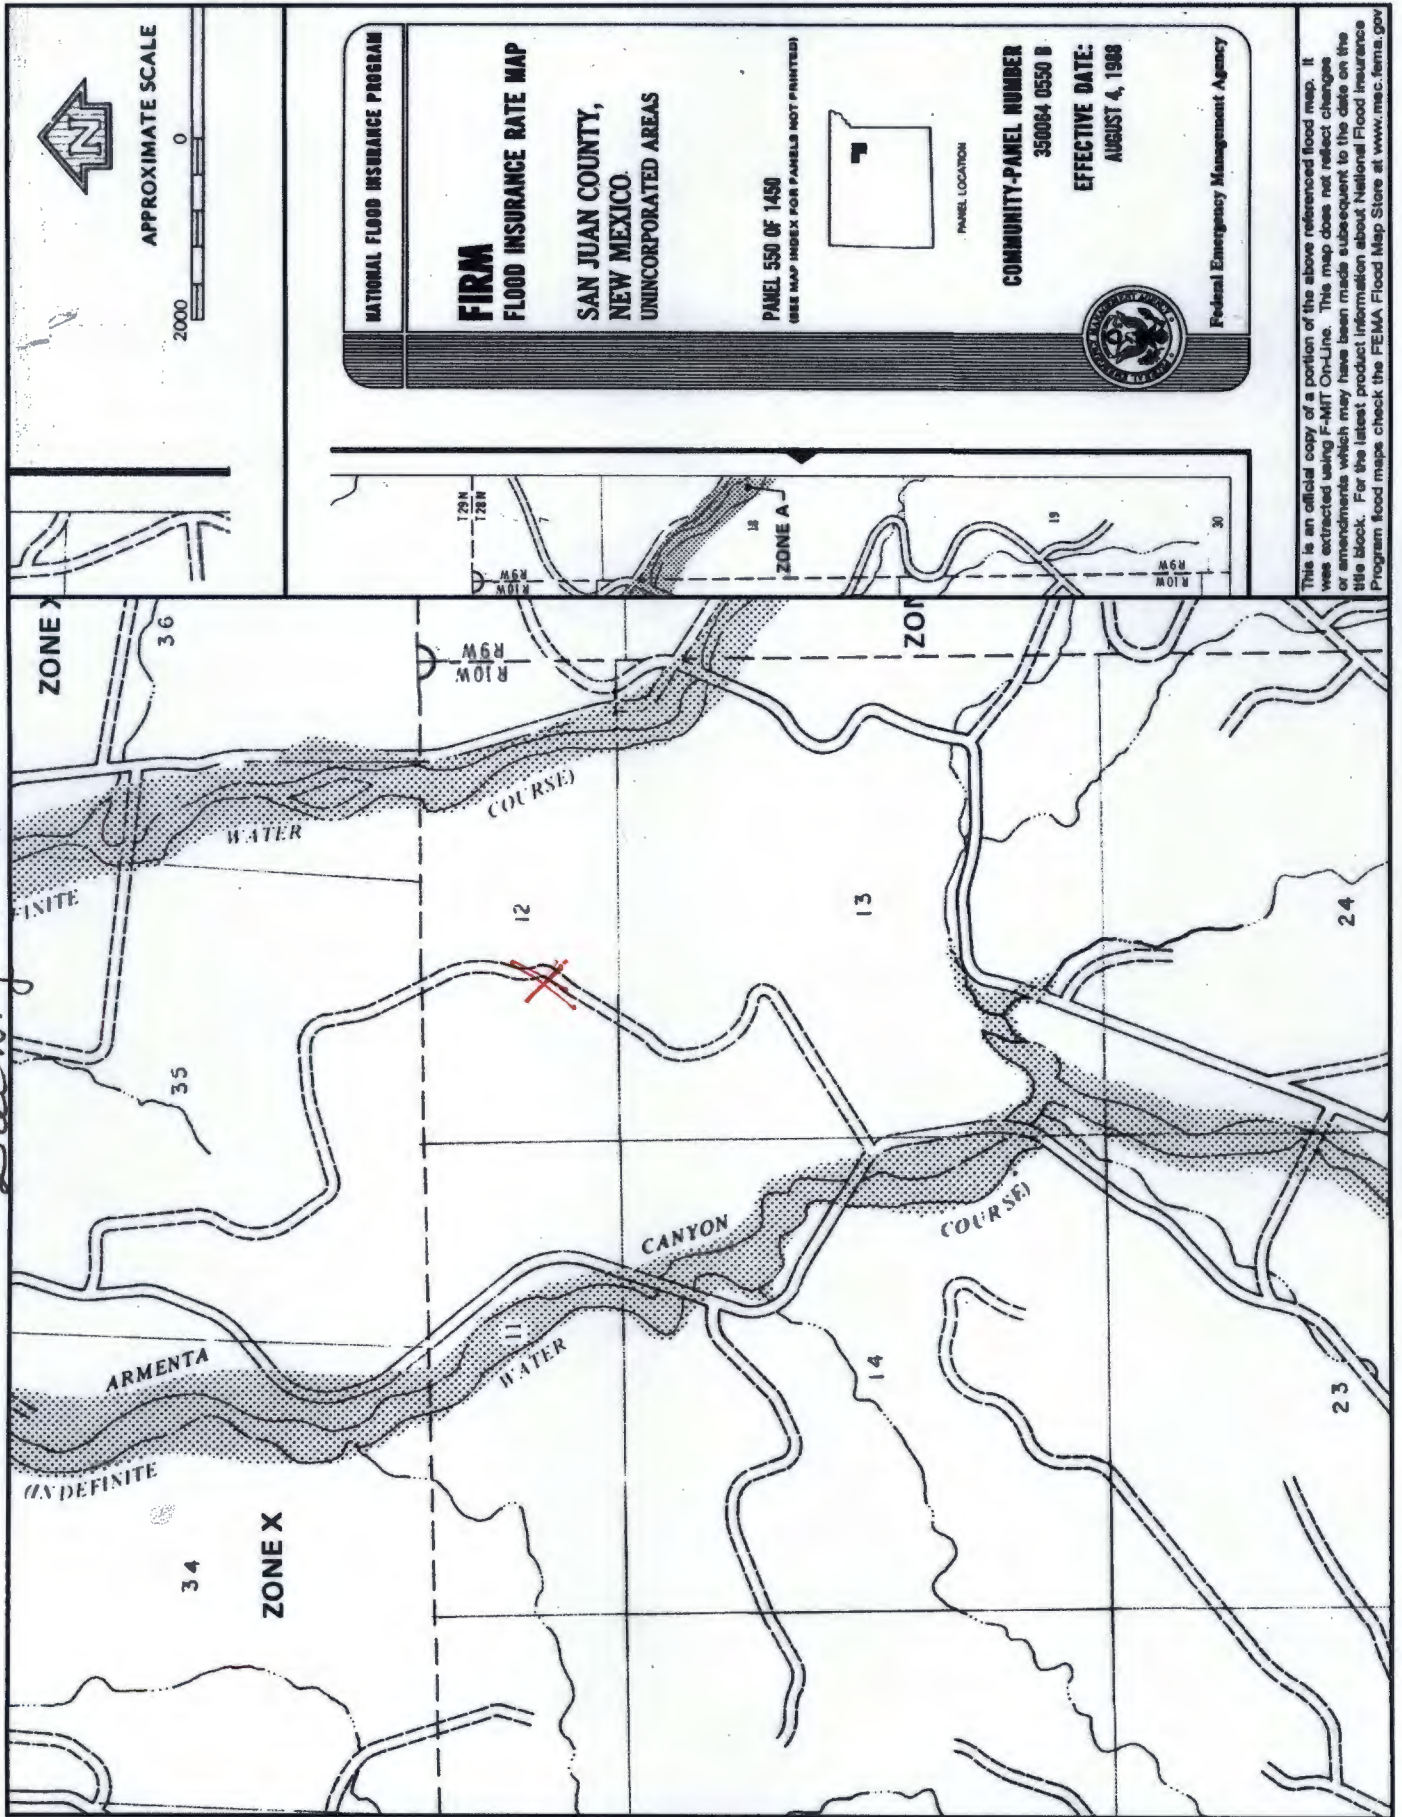 APPROXIMATE SCALE
2000 0
N
NATIONAL FLOOD INSURANCE PROGRAM
FIRM
FLOOD INSURANCE RATE MAP
SAN JUAN COUNTY,
NEW MEXICO
UNINCORPORATED AREAS
PANEL 550 OF 1450
(SEE MAP INDEX FOR PANELS NOT PRINTED)
PANEL LOCATION
COMMUNITY-PANEL NUMBER
350064 0550 B
EFFECTIVE DATE:
AUGUST 4, 1988
Federal Emergency Management Agency
This is an official copy of a portion of the above referenced flood map. It
was extracted using F-MIT On-Line. This map does not reflect changes
or amendments which may have been made subsequent to the date on the
title block. For the latest product information about National Flood Insurance
Program flood maps check the FEMA Flood Map Store at www.msc.fema.gov
T29N
T28N
R10W
R9W
7
18
ZONE A
19
R10W
R9W
30
ZONE X
36
R10W
R9W
ZON
FINITE
WATER
COURSE)
12
13
24
35
ARMENTA
CANYON
(INDEFINITE
WATER
COURSE)
11
14
23
34
ZONE X